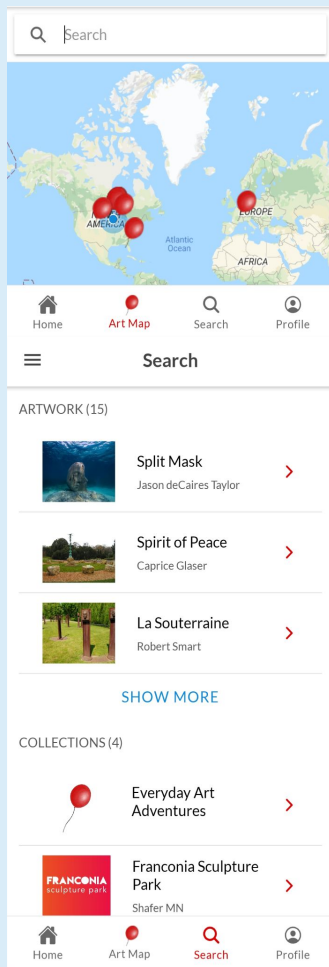 Search
EUROPE
AMERICA
Atlantic
Ocean
AFRICA
Home
Art Map
Search
Profile
Search
ARTWORK (15)
Split Mask
Jason deCaires Taylor
Spirit of Peace
Caprice Glaser
La Souterraine
Robert Smart
SHOW MORE
COLLECTIONS (4)
Everyday Art
Adventures
FRANCONIA
sculpture park
Franconia Sculpture
Park
Shafer MN
Home
Art Map
Search
Profile